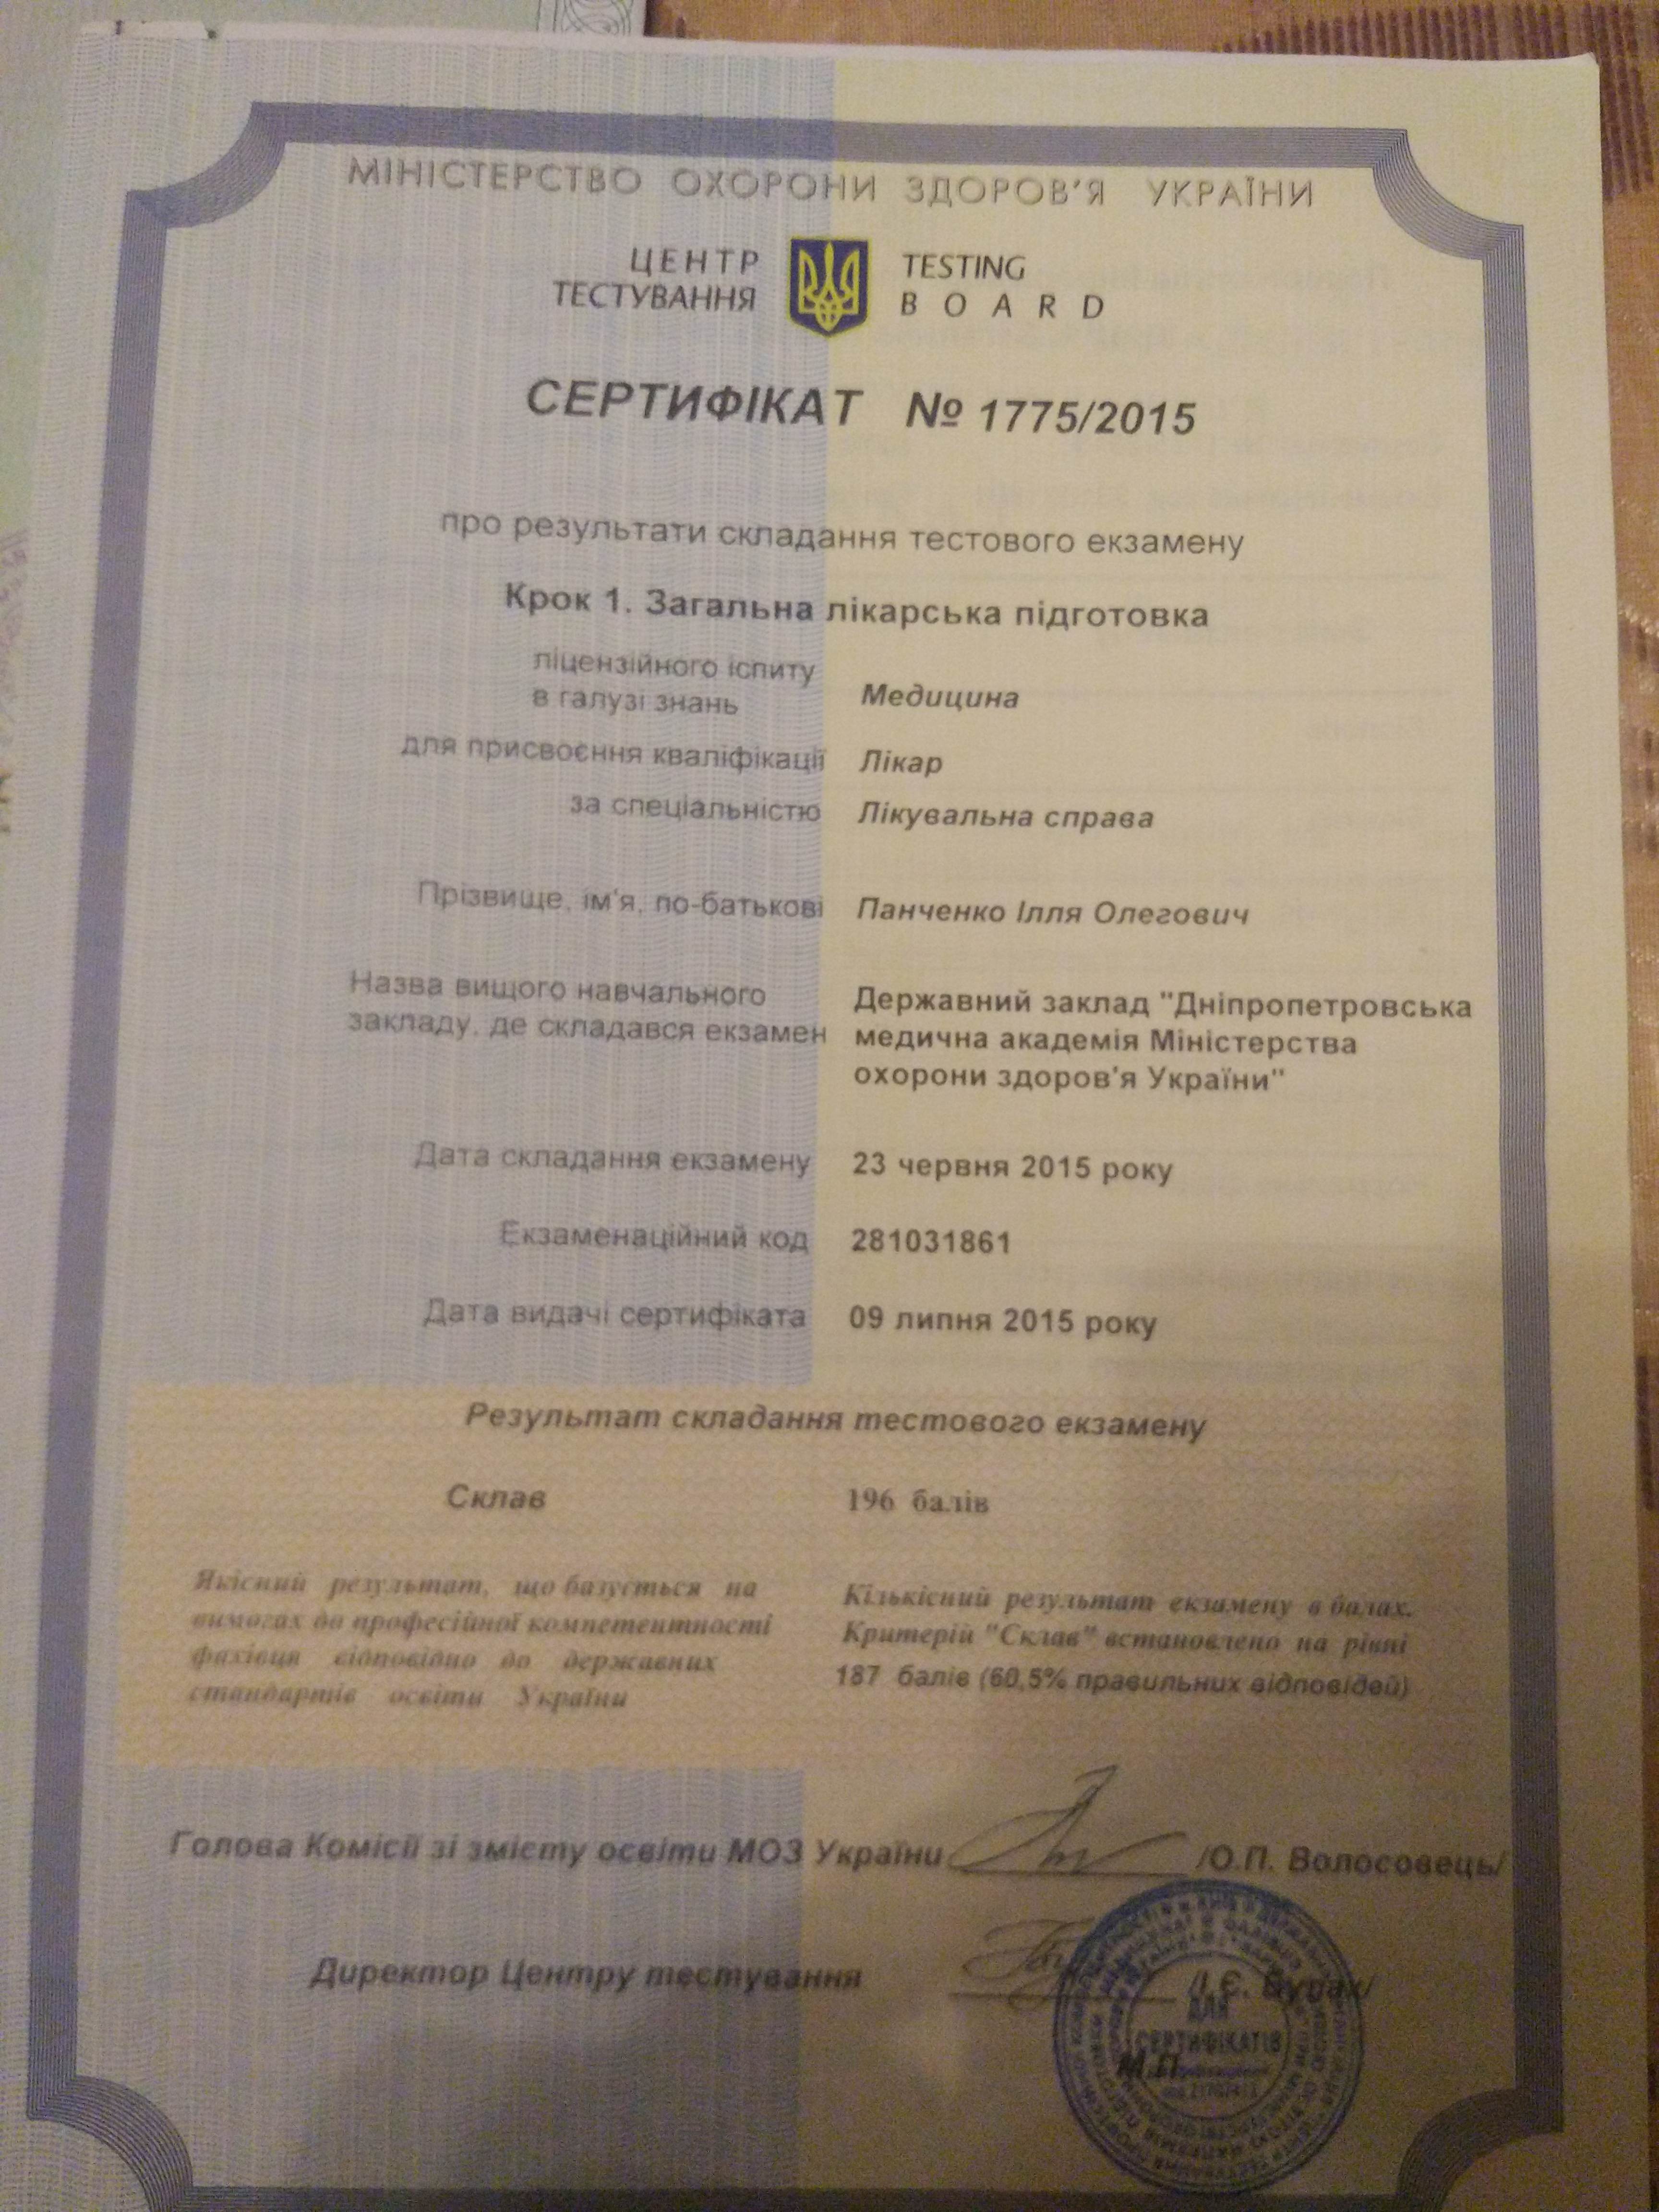 МІНІСТЕРСТВО ОХОРОНИ ЗДОРОВ'Я УКРАЇНИ
ЦЕНТР ТЕСТУВАННЯ
TESTING BOARD
СЕРТИФІКАТ № 1775/2015
про результати складання тестового екзамену
Крок 1. Загальна лікарська підготовка
ліцензійного іспиту
в галузі знань Медицина
для присвоєння кваліфікації Лікар
за спеціальністю Лікувальна справа
Прізвище, ім'я, по-батькові Панченко Ілля Олегович
Назва вищого навчального
закладу, де складався екзамен
Державний заклад "Дніпропетровська
медична академія Міністерства
охорони здоров'я України"
Дата складання екзамену 23 червня 2015 року
Екзаменаційний код 281031861
Дата видачі сертифіката 09 липня 2015 року
Результат складання тестового екзамену
Склав 196 балів
Якісний результат, що базується на
вимогах до професійної компетентності
фахівця відповідно до державних
стандартів освіти України
Кількісний результат екзамену в балах.
Критерій "Склав" встановлено на рівні
187 балів (60,5% правильних відповідей)
Голова Комісії зі змісту освіти МОЗ України /О.П. Волосовець/
Директор Центру тестування /І.Є. Булах/
ДЛЯ
СЕРТИФІКАТІВ
М.П.